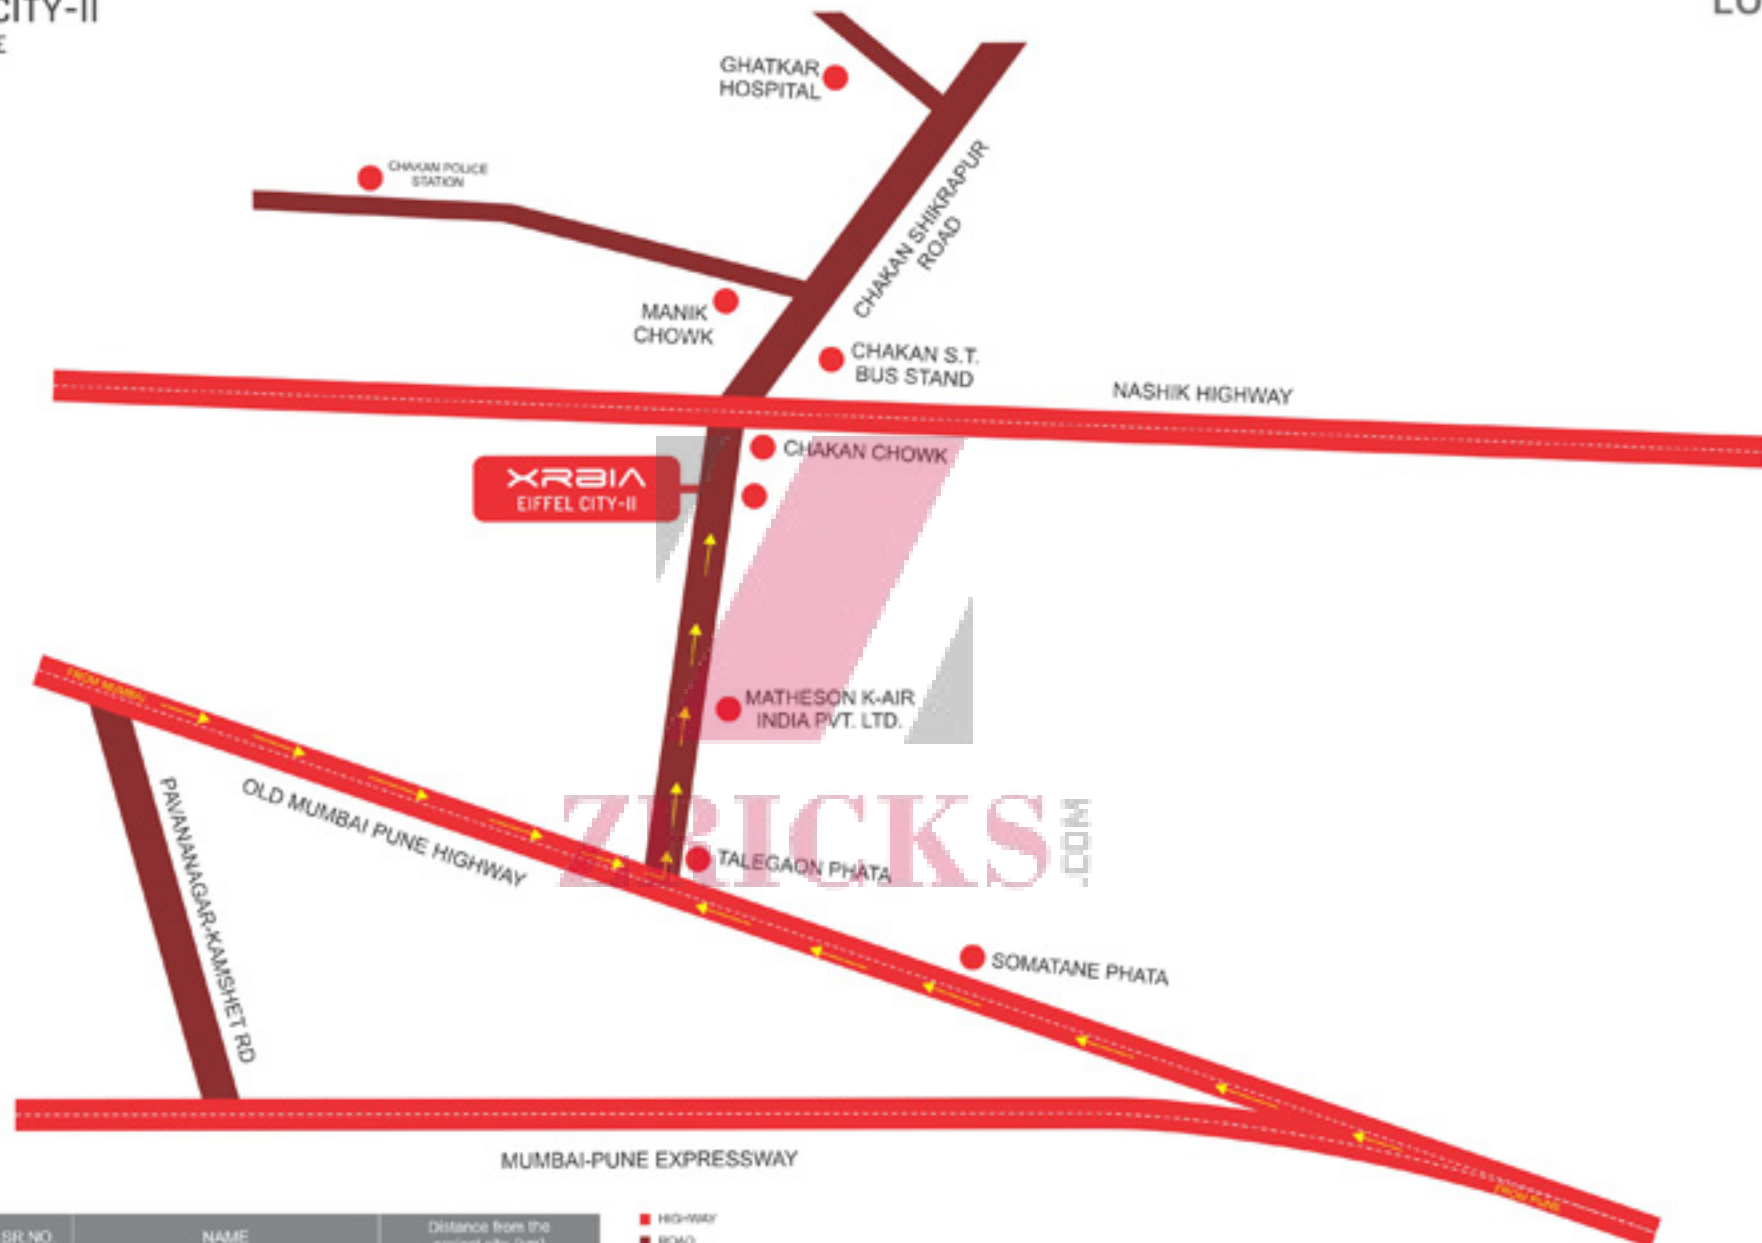 CITY-II
GHATKAR
HOSPITAL
CHAKAN POLICE
STATION
CHAKAN SHIKRAPUR
ROAD
MANIK
CHOWK
CHAKAN S.T.
BUS STAND
NASHIK HIGHWAY
CHAKAN CHOWK
XRBIA
EIFFEL CITY-II
FROM MUMBAI
MATHESON K-AIR
INDIA PVT. LTD.
OLD MUMBAI PUNE HIGHWAY
PAVANANAGAR-KAMSHET RD
ZRICKS
.COM
TALEGAON PHATA
SOMATANE PHATA
MUMBAI-PUNE EXPRESSWAY
FROM PUNE
SR.NO
NAME
Distance from the
HIGHWAY
ROAD